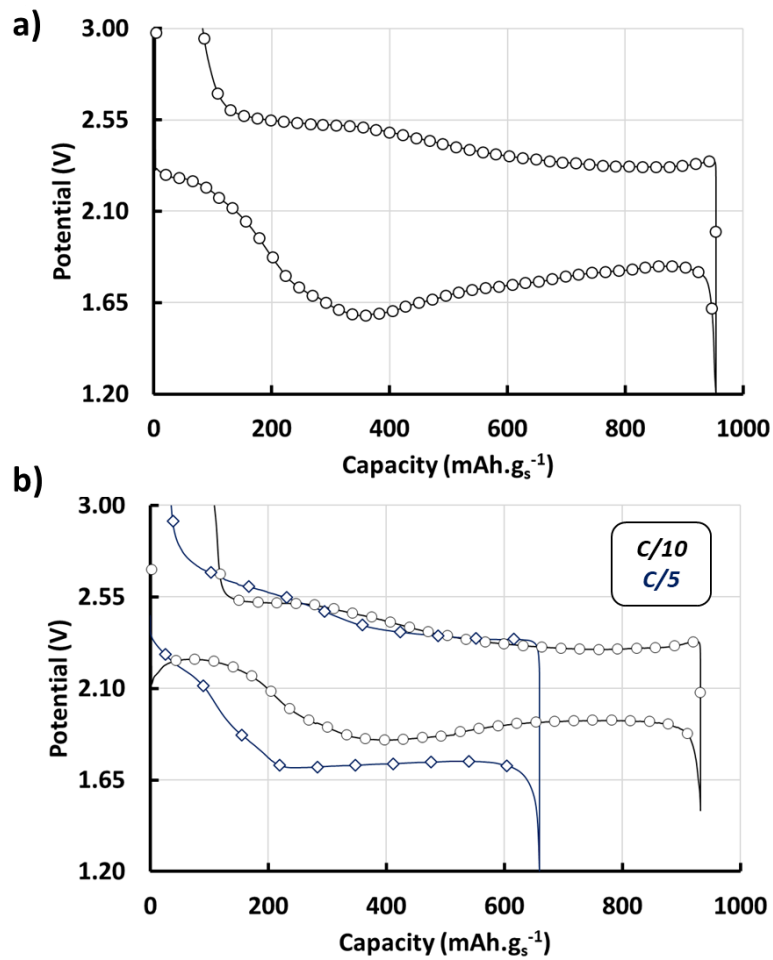 a)
3.00
2.55
2.10
1.65
1.20
Potential (V)
0 200 400 600 800 1000
Capacity (mAh.gs-1)
b)
3.00
2.55
2.10
1.65
1.20
Potential (V)
C/10
C/5
0 200 400 600 800 1000
Capacity (mAh.gs-1)